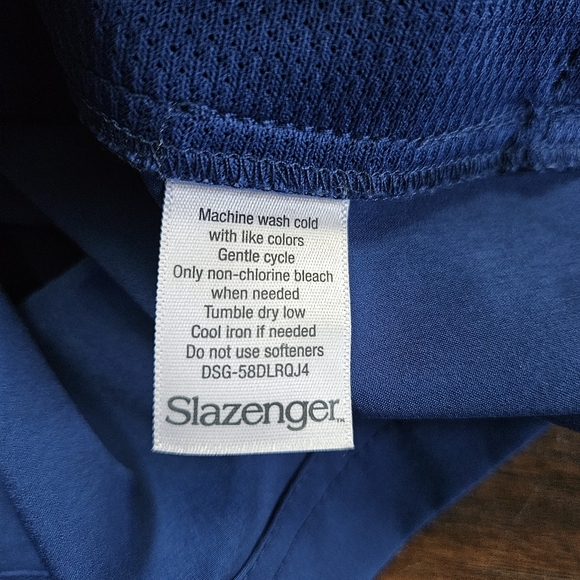 Machine wash cold
with like colors
Gentle cycle
Only non-chlorine bleach
when needed
Tumble dry low
Cool iron if needed
Do not use softeners
DSG-58DLRQJ4
Slazenger™